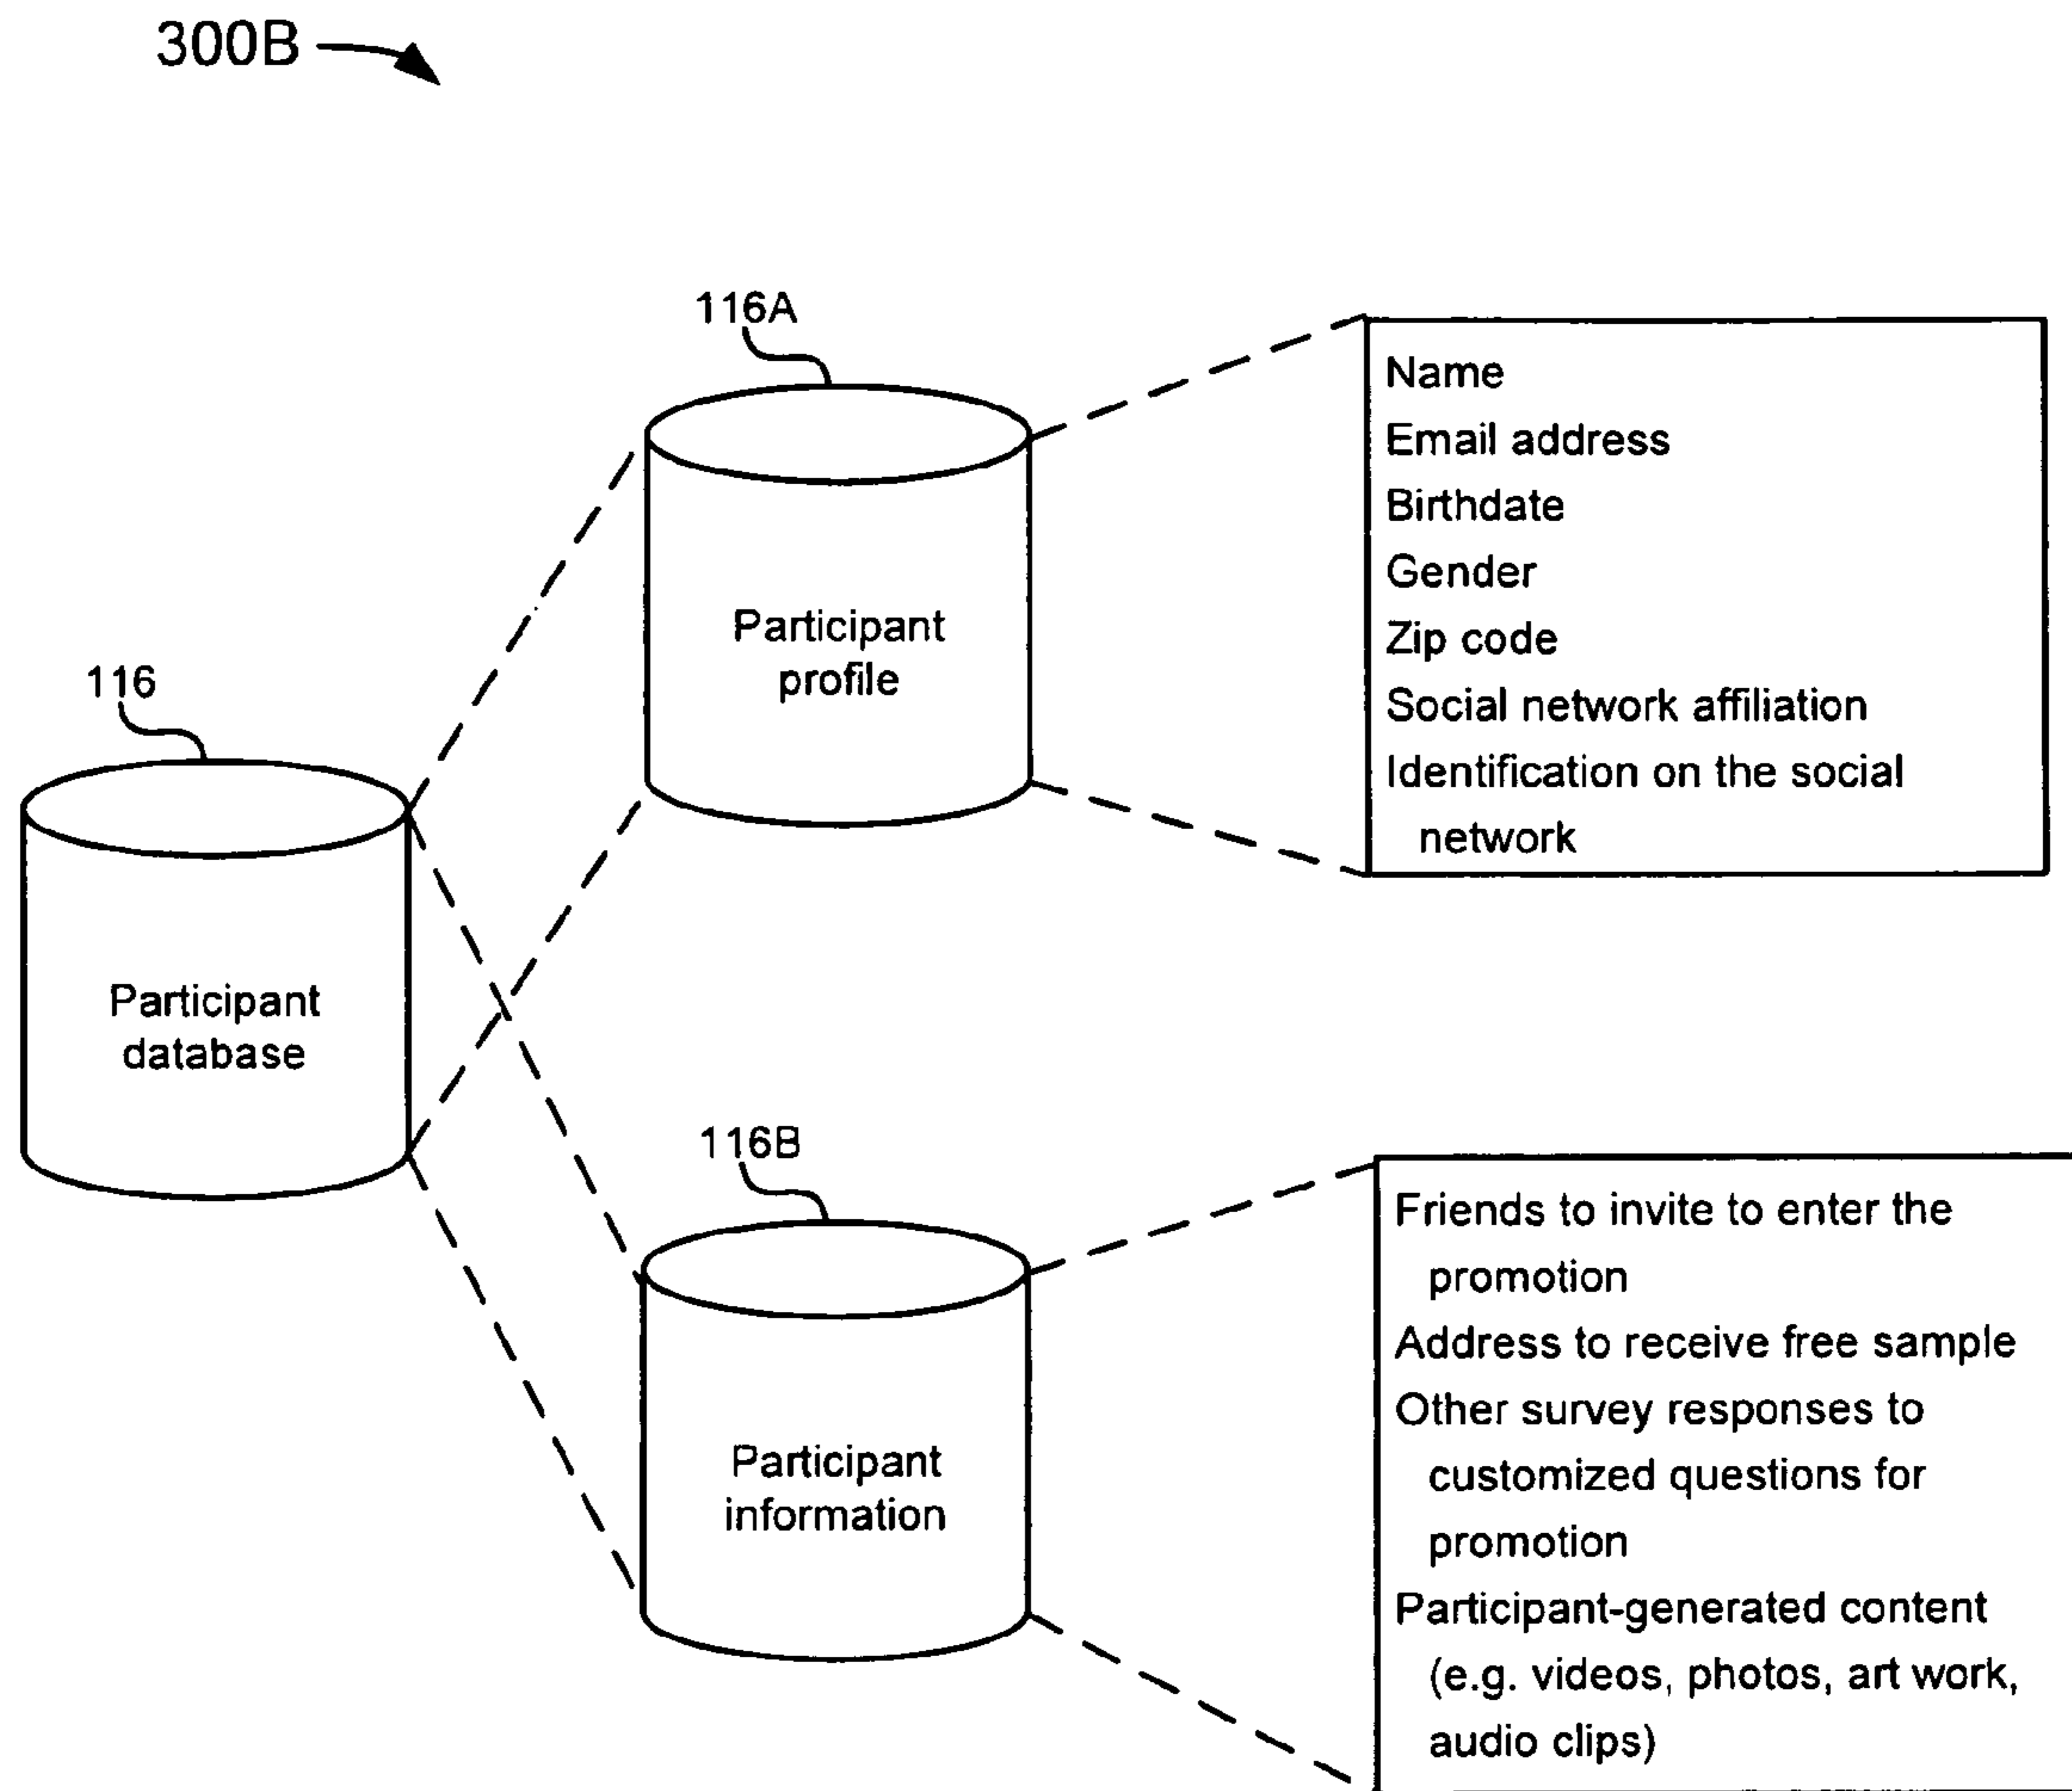 300B
116A
Name
Email address
Birthdate
Gender
Zip code
Social network affiliation
Identification on the social
network
Participant
profile
116
Participant
database
116B
Friends to invite to enter the
promotion
Address to receive free sample
Other survey responses to
customized questions for
promotion
Participant-generated content
(e.g. videos, photos, art work,
audio clips)
Participant
information